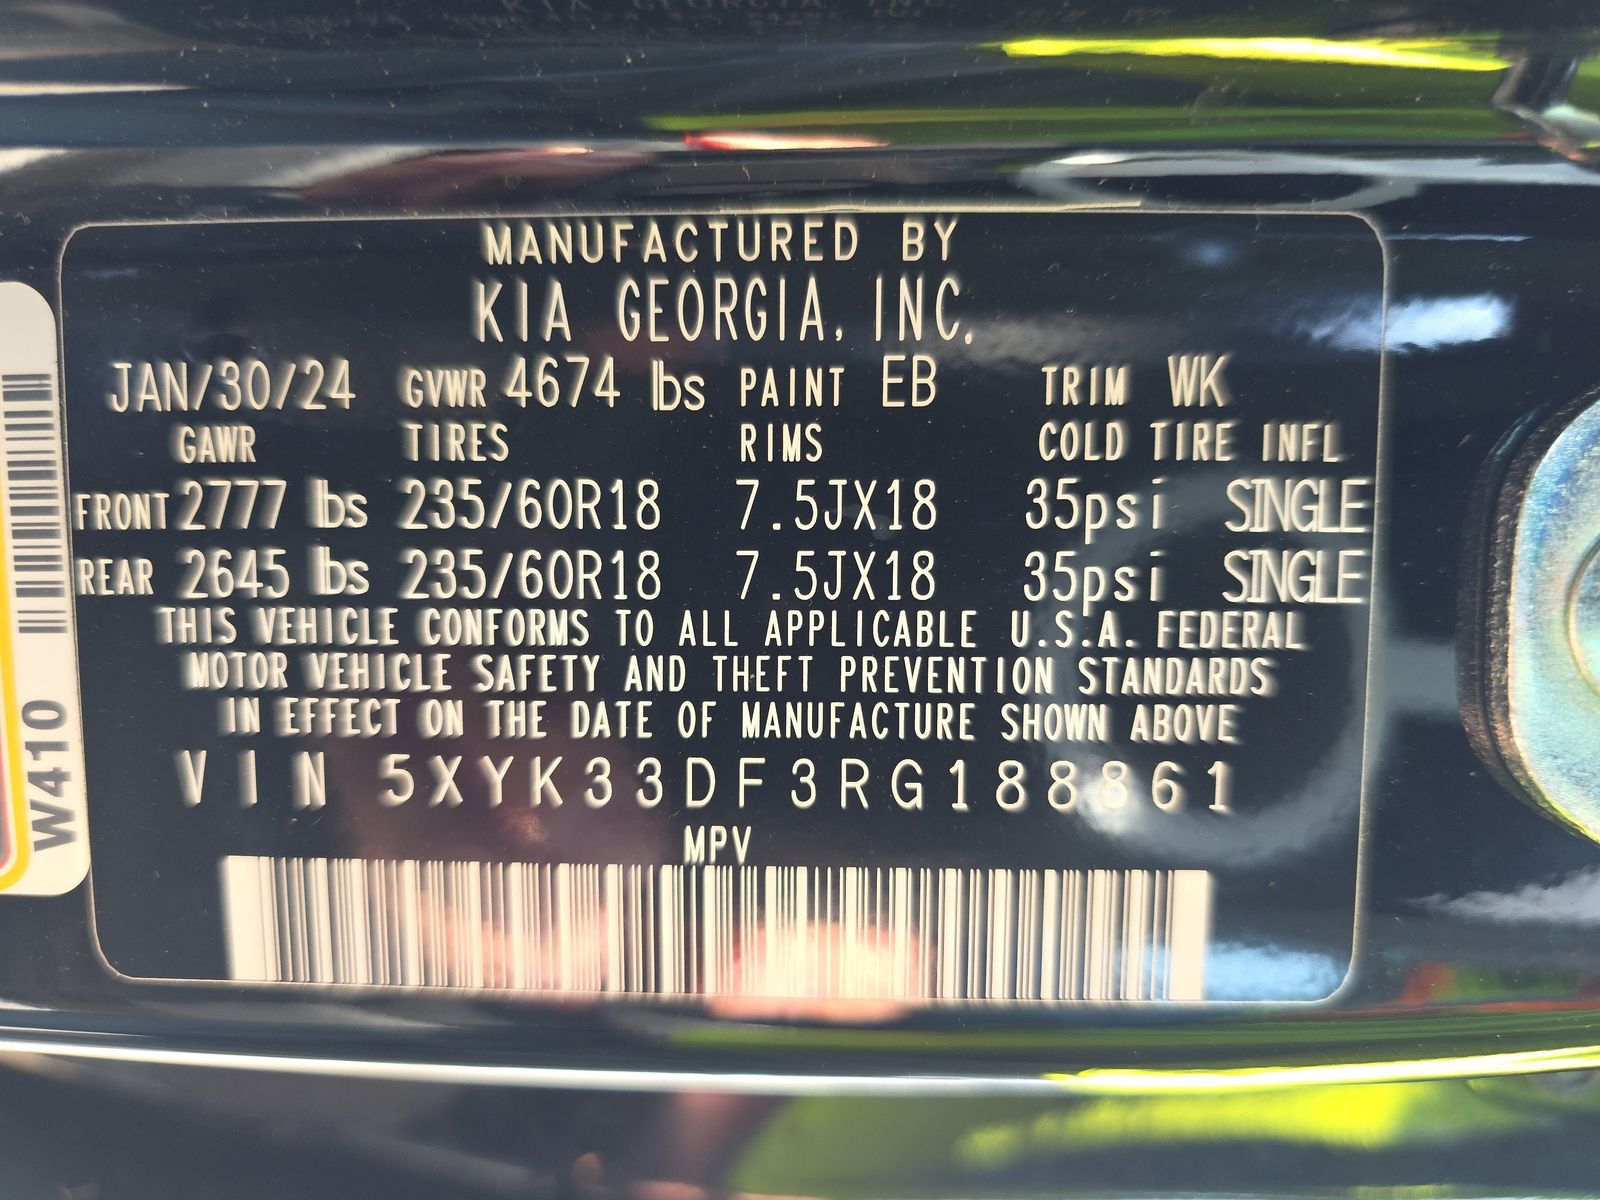 MANUFACTURED BY
KIA GEORGIA, INC.
JAN/30/24 GVWR 4674 lbs PAINT EB TRIM WK
GAWR TIRES RIMS COLD TIRE INFL
FRONT 2777 lbs 235/60R18 7.5JX18 35psi SINGLE
REAR 2645 lbs 235/60R18 7.5JX18 35psi SINGLE
THIS VEHICLE CONFORMS TO ALL APPLICABLE U.S.A. FEDERAL
MOTOR VEHICLE SAFETY AND THEFT PREVENTION STANDARDS
IN EFFECT ON THE DATE OF MANUFACTURE SHOWN ABOVE
VIN 5XYK33DF3RG188861
MPV
W410
KIA GEORGIA INC.